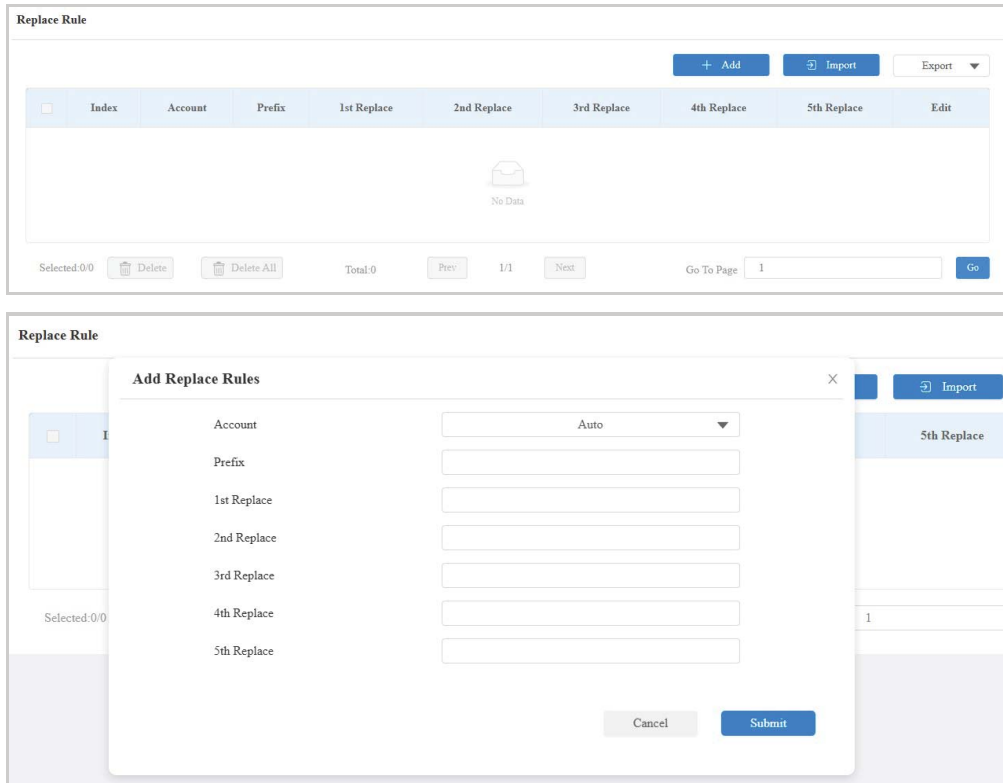 Replace Rule
+ Add Import Export
Index Account Prefix 1st Replace 2nd Replace 3rd Replace 4th Replace 5th Replace Edit
No Data
Selected:0/0 Delete Delete All Total:0 Prev 1/1 Next Go To Page 1 Go
Replace Rule
Add Replace Rules X
Import
5th Replace
Account Auto
Prefix
1st Replace
2nd Replace
3rd Replace
4th Replace
Selected:0/0 1
5th Replace
Cancel Submit